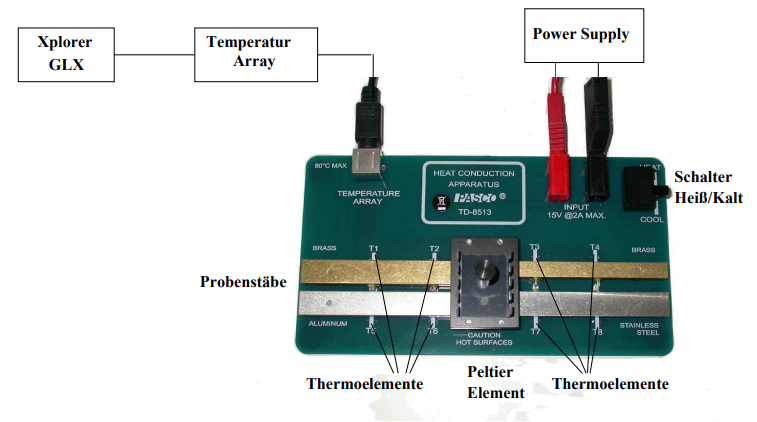 Xplorer
GLX
Temperatur
Array
Power Supply
80°C MAX
TEMPERATURE
ARRAY
HEAT CONDUCTION
APPARATUS
PASCO ®
TD-8513
INPUT
15V @2A MAX.
HEAT
COOL
Schalter
Heiß/Kalt
BRASS
T1
T2
T3
T4
BRASS
Probenstäbe
ALUMINUM
T5
T6
CAUTION
HOT SURFACES
T7
T8
STAINLESS
STEEL
Thermoelemente
Peltier
Element
Thermoelemente